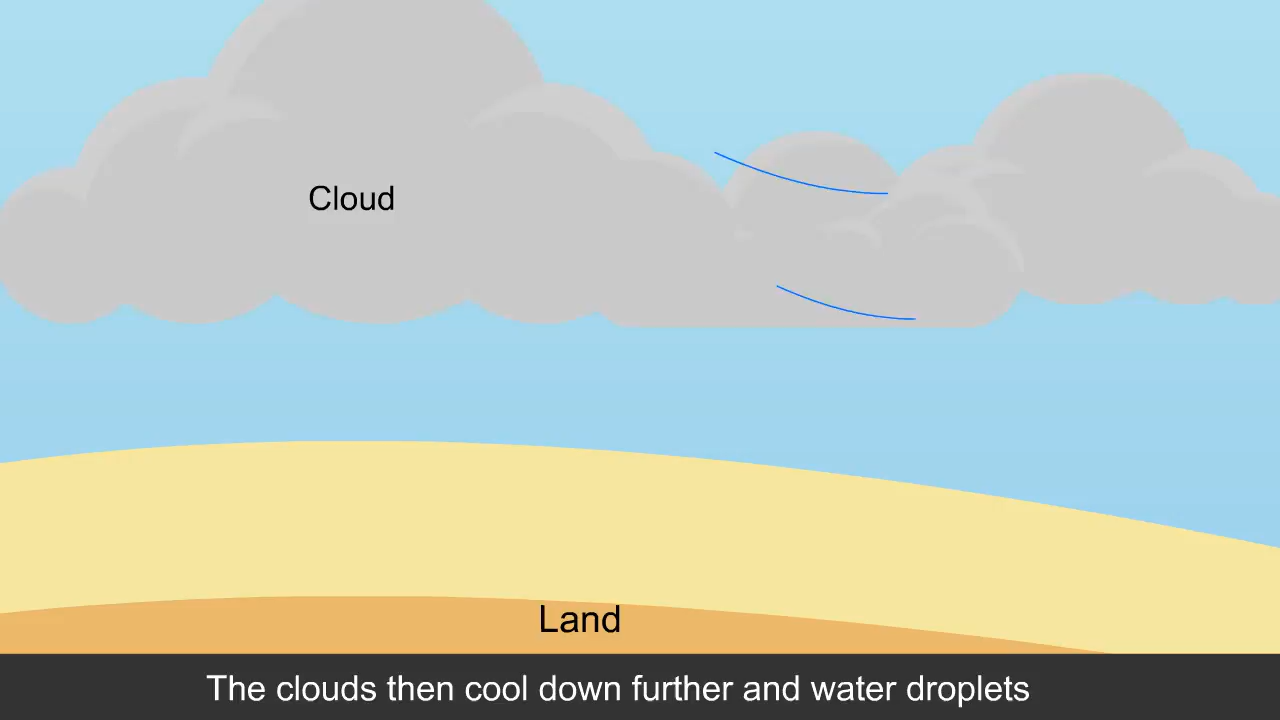 Cloud
Land
The clouds then cool down further and water droplets